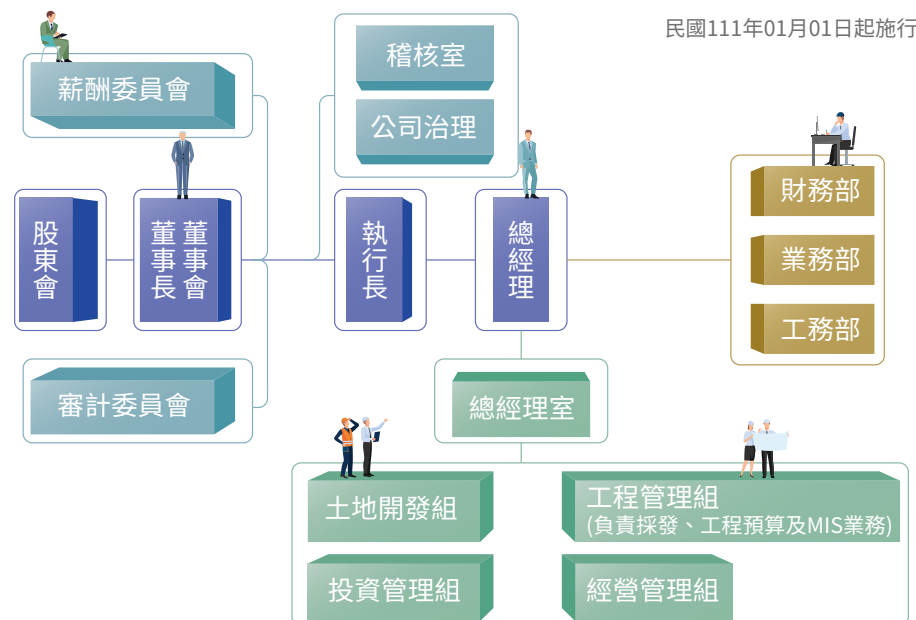 民國111年01月01日起施行
薪酬委員會
稽核室
公司治理
股東會
董事會
董事長
執行長
總經理
財務部
業務部
工務部
審計委員會
總經理室
土地開發組
工程管理組
(負責採發、工程預算及MIS業務)
投資管理組
經營管理組